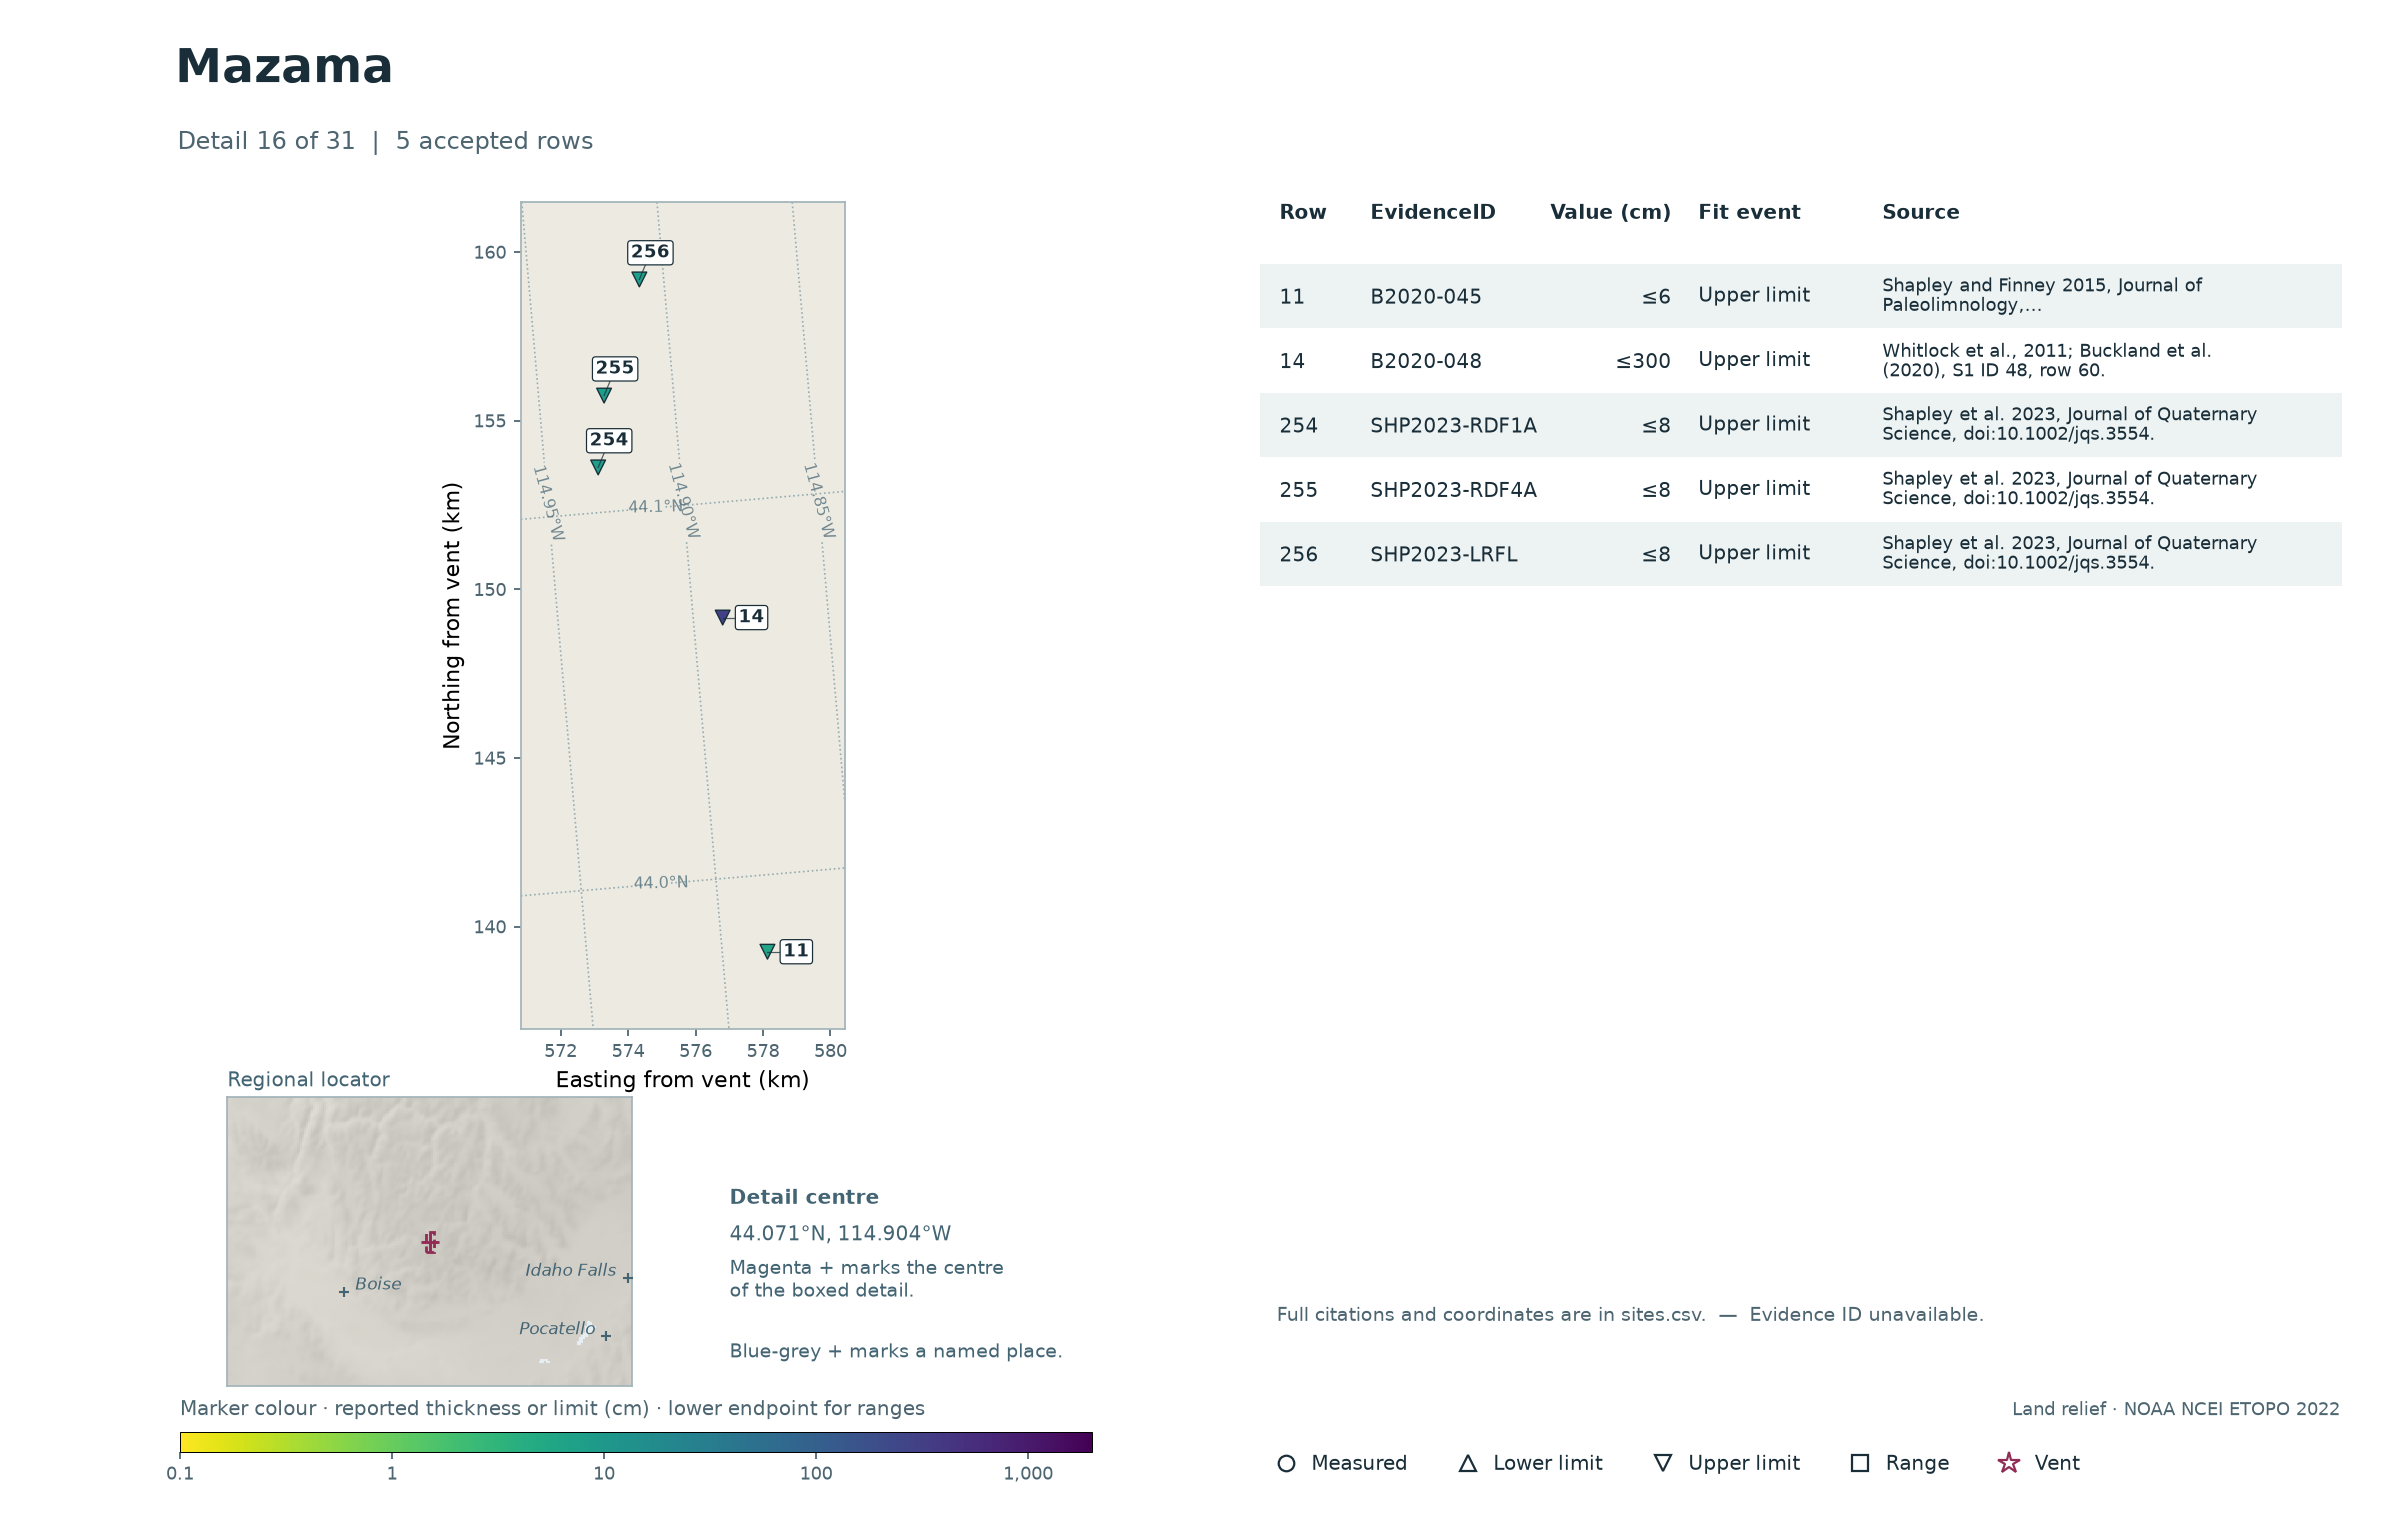 Mazama
Detail 16 of 31 | 5 accepted rows
160
155
150
145
140
Northing from vent (km)
256
255
254
14
11
114.95°W
114.90°W
114.85°W
44.1°N
44.0°N
572 574 576 578 580
Easting from vent (km)
Row EvidenceID Value (cm) Fit event Source
11 B2020-045 ≤6 Upper limit Shapley and Finney 2015, Journal of
Paleolimnology,...
14 B2020-048 ≤300 Upper limit Whitlock et al., 2011; Buckland et al.
(2020), S1 ID 48, row 60.
254 SHP2023-RDF1A ≤8 Upper limit Shapley et al. 2023, Journal of Quaternary
Science, doi:10.1002/jqs.3554.
255 SHP2023-RDF4A ≤8 Upper limit Shapley et al. 2023, Journal of Quaternary
Science, doi:10.1002/jqs.3554.
256 SHP2023-LRFL ≤8 Upper limit Shapley et al. 2023, Journal of Quaternary
Science, doi:10.1002/jqs.3554.
Regional locator
Boise
Idaho Falls
Pocatello
Detail centre
44.071°N, 114.904°W
Magenta + marks the centre
of the boxed detail.
Blue-grey + marks a named place.
Full citations and coordinates are in sites.csv. — Evidence ID unavailable.
Marker colour · reported thickness or limit (cm) · lower endpoint for ranges
0.1 1 10 100 1,000
Land relief · NOAA NCEI ETOPO 2022
Measured Lower limit Upper limit Range Vent